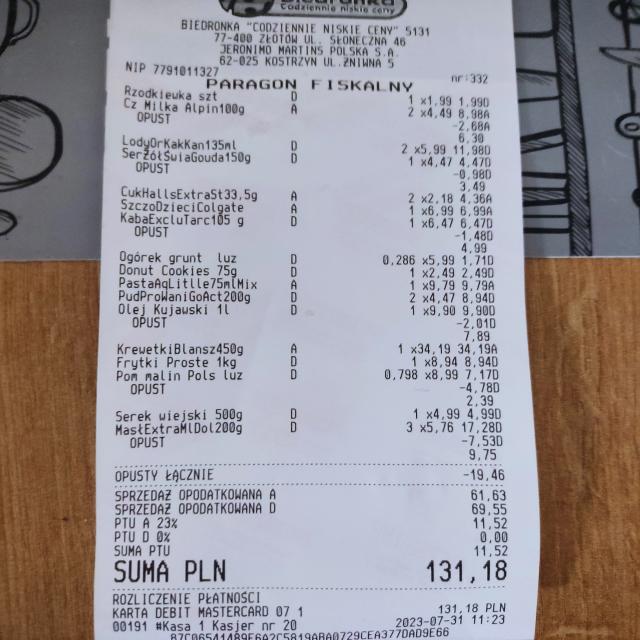 Biedronka
Codziennie niskie ceny
BIEDRONKA "CODZIENNIE NISKIE CENY" 5131
77-400 ZŁOTÓW UL. SŁONECZNA 46
JERONIMO MARTINS POLSKA S.A.
62-025 KOSTRZYN UL.ŻNIWNA 5
NIP 7791011327 nr:332
PARAGON FISKALNY
Rzodkiewka szt D 1 x1,99 1,99D
Cz Milka Alpin100g A 2 x4,49 8,98A
OPUST -2,68A
6,30
LodyOrKakKan135ml D 2 x5,99 11,98D
SerŻółŚwiaGouda150g D 1 x4,47 4,47D
OPUST -0,98D
3,49
CukHallsExtraSt33,5g A 2 x2,18 4,36A
SzczoDzieciColgate A 1 x6,99 6,99A
KabaExcluTarc105 g D 1 x6,47 6,47D
OPUST -1,48D
4,99
Ogórek grunt luz D 0,286 x5,99 1,71D
Donut Cookies 75g D 1 x2,49 2,49D
PastaAqLitlle75mlMix A 1 x9,79 9,79A
PudProWaniGoAct200g D 2 x4,47 8,94D
Olej Kujawski 1l D 1 x9,90 9,90D
OPUST -2,01D
7,89
KrewetkiBlansz450g A 1 x34,19 34,19A
Frytki Proste 1kg D 1 x8,94 8,94D
Pom malin Pols luz D 0,798 x8,99 7,17D
OPUST -4,78D
2,39
Serek wiejski 500g D 1 x4,99 4,99D
MasłExtraMlDol200g D 3 x5,76 17,28D
OPUST -7,53D
9,75
OPUSTY ŁĄCZNIE -19,46
SPRZEDAŻ OPODATKOWANA A 61,63
SPRZEDAŻ OPODATKOWANA D 69,55
PTU A 23% 11,52
PTU D 0% 0,00
SUMA PTU 11,52
SUMA PLN 131,18
ROZLICZENIE PŁATNOŚCI
KARTA DEBIT MASTERCARD 07 1 131,18 PLN
00191 #Kasa 1 Kasjer nr 20 2023-07-31 11:23